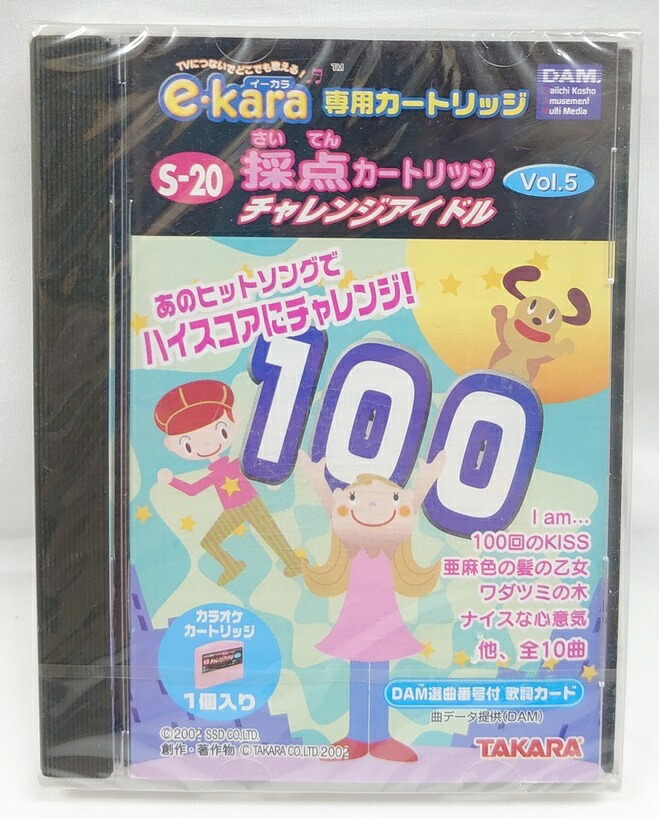 TVにつないでどこでも歌える!
イーカラ
e-kara™ 専用カートリッジ
DAM
Daiichi Kosho
Amusement
Multi Media
さい てん
S-20 採点カートリッジ Vol.5
チャレンジアイドル
あのヒットソングで
ハイスコアにチャレンジ!
100
I am...
100回のKISS
亜麻色の髪の乙女
ワダツミの木
ナイスな心意気
他、全10曲
カラオケ
カートリッジ
1個入り
DAM選曲番号付 歌詞カード
曲データ提供(DAM)
©2002 SSD CO.,LTD.
創作・著作物 ©TAKARA CO.,LTD. 2002
TAKARA